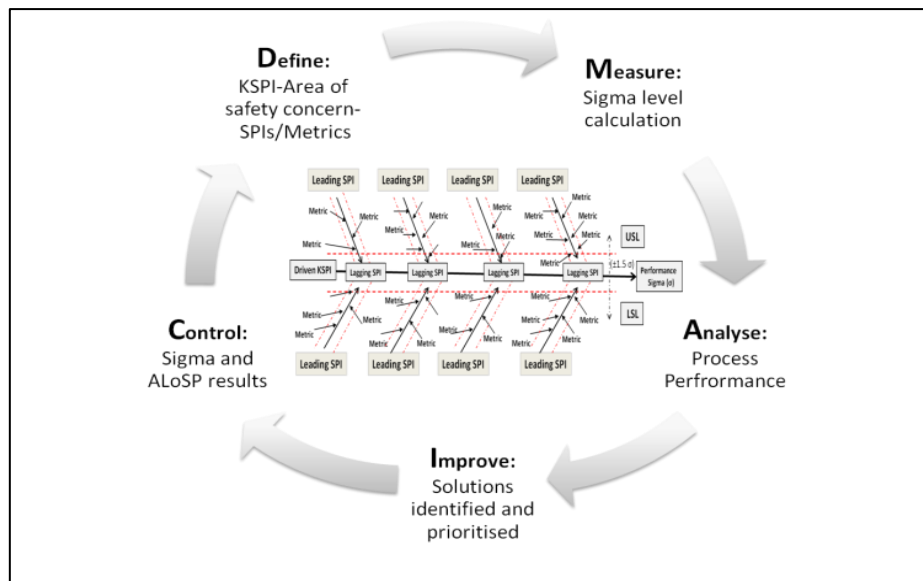 Define:
KSPI-Area of
safety concern-
SPIs/Metrics
Measure:
Sigma level
calculation
Leading SPI
Leading SPI
Leading SPI
Leading SPI
Metric
Metric
Metric
Metric
Metric
Metric
Metric
Metric
Metric
Metric
Metric
Metric
Metric
USL
Driven KSPI
Lagging SPI
Lagging SPI
Lagging SPI
Lagging SPI
(±1.5 σ)
Performance
Sigma (σ)
LSL
Metric
Metric
Metric
Metric
Metric
Metric
Metric
Metric
Metric
Metric
Metric
Metric
Leading SPI
Leading SPI
Leading SPI
Leading SPI
Analyse:
Process
Perfrormance
Control:
Sigma and
ALoSP results
Improve:
Solutions
identified and
prioritised